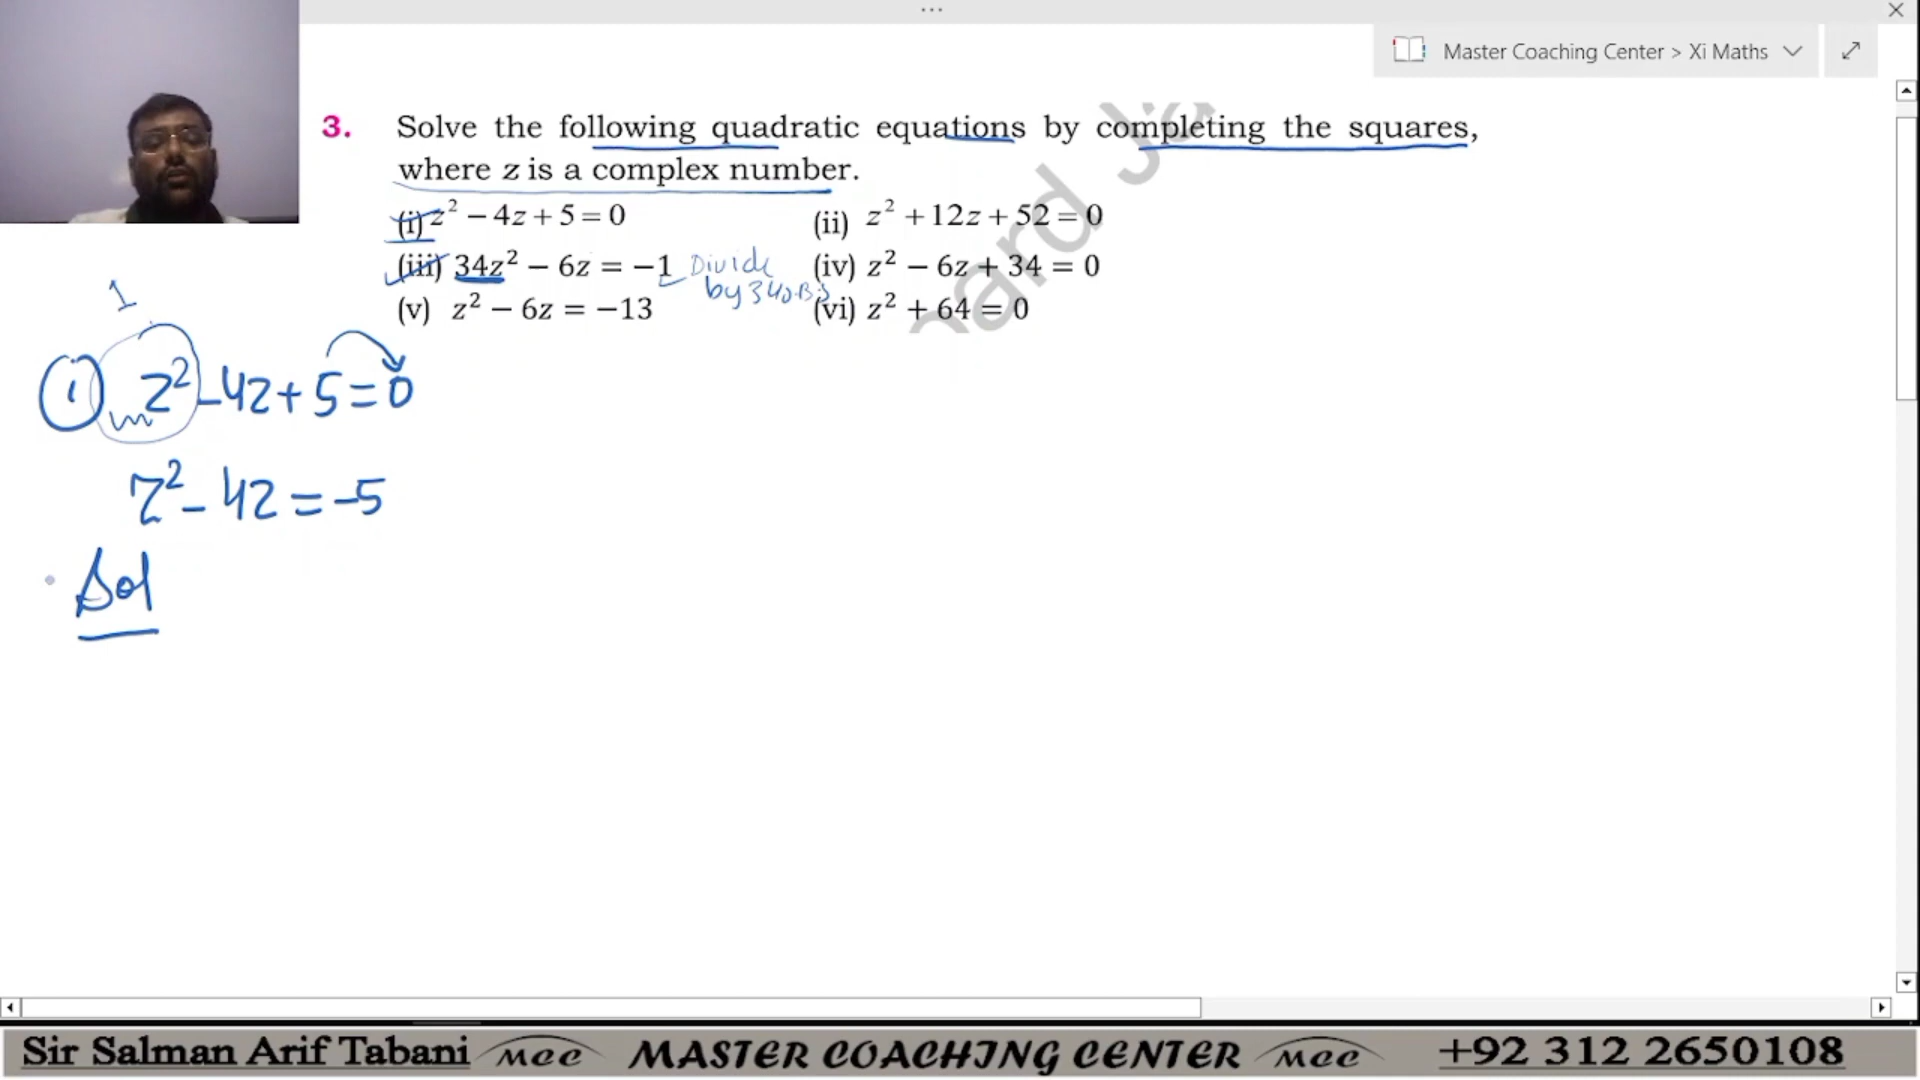 Master Coaching Center > Xi Maths
3. Solve the following quadratic equations by completing the squares,
where z is a complex number.
(i) z² − 4z + 5 = 0 (ii) z² + 12z + 52 = 0
(iii) 34z² − 6z = −1 Divide (iv) z² − 6z + 34 = 0
by 34 o.B.s
(v) z² − 6z = −13 (vi) z² + 64 = 0
1
(i) z² - 4z + 5 = 0
z² - 4z = -5
Sol
Sir Salman Arif Tabani MCC MASTER COACHING CENTER MCC +92 312 2650108